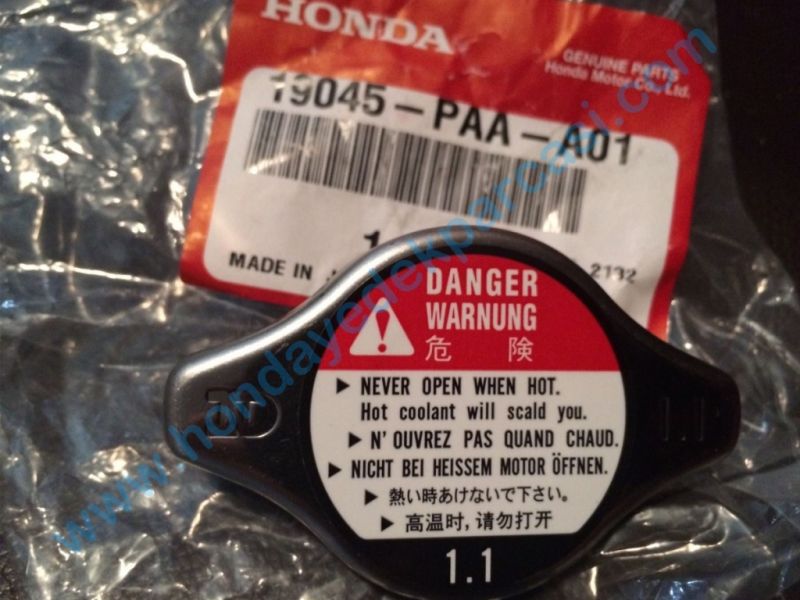 HONDA
GENUINE PARTS
Honda Motor Co., Ltd.
19045-PAA-A01
1
MADE IN
2192
DANGER
WARNUNG
危 険
▶ NEVER OPEN WHEN HOT.
Hot coolant will scald you.
▶ N'OUVREZ PAS QUAND CHAUD.
▶ NICHT BEI HEISSEM MOTOR ÖFFNEN.
▶ 熱い時あけないで下さい。
▶ 高温时,请勿打开
1.1
1.1
www.hondayedekparcasi.com